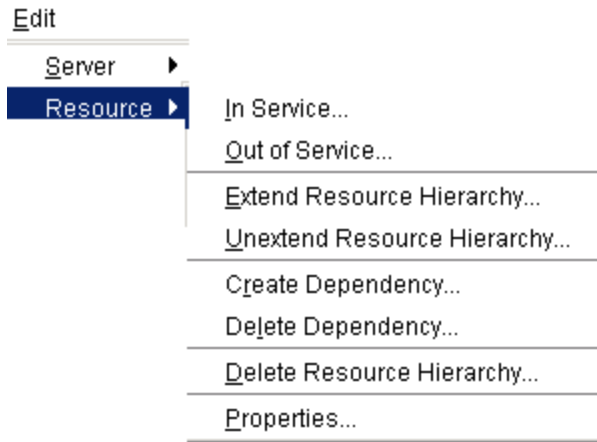 Edit
Server
Resource
In Service...
Out of Service...
Extend Resource Hierarchy...
Unextend Resource Hierarchy...
Create Dependency...
Delete Dependency...
Delete Resource Hierarchy...
Properties...